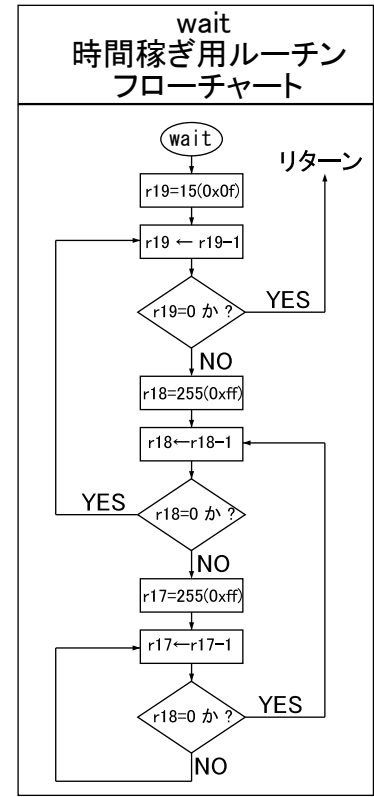 wait
時間稼ぎ用ルーチン
フローチャート
wait
リターン
r19=15(0x0f)
r19 ← r19-1
r19=0 か ?
YES
NO
r18=255(0xff)
r18←r18-1
YES
r18=0 か ?
NO
r17=255(0xff)
r17←r17-1
r18=0 か ?
YES
NO